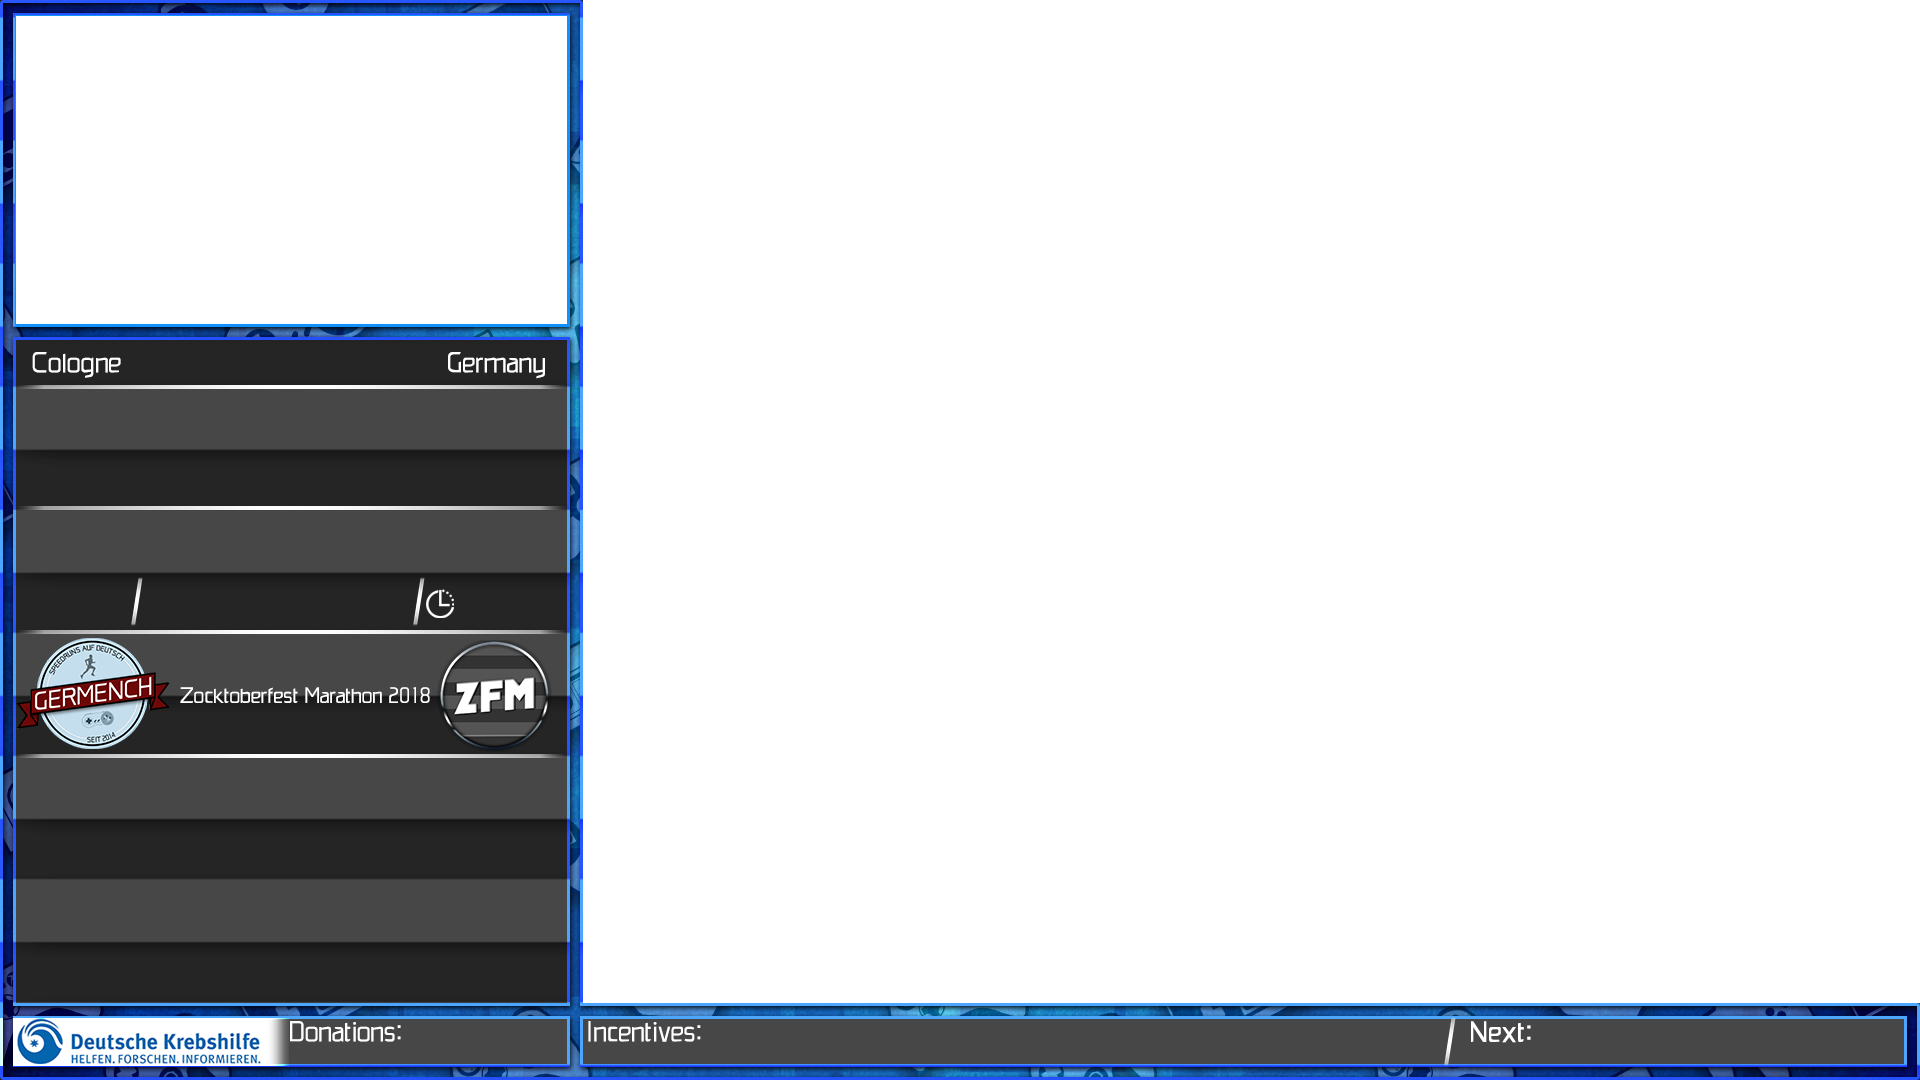 Cologne
Germany
SPEEDRUNS AUF DEUTSCH
GERMENCH
SEIT 2014
Zocktoberfest Marathon 2018
ZFM
Deutsche Krebshilfe
HELFEN. FORSCHEN. INFORMIEREN.
Donations:
Incentives:
Next: